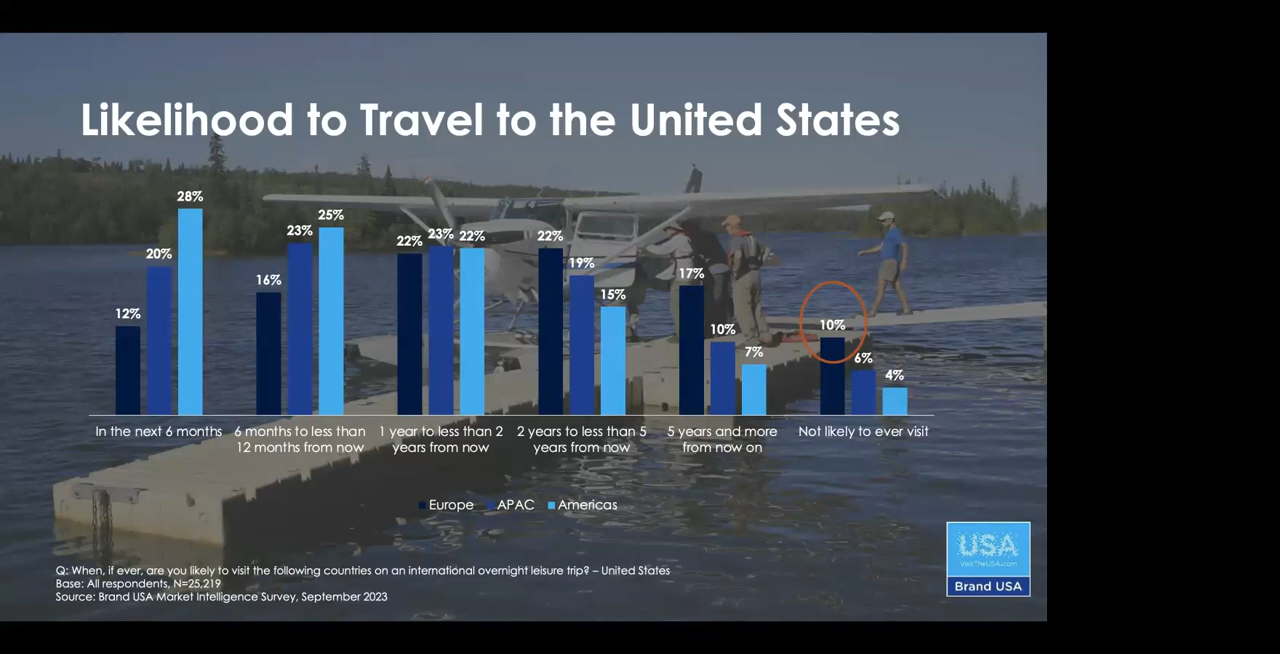 Likelihood to Travel to the United States
28%
25%
23%
22%
23%
22%
22%
20%
19%
17%
16%
15%
12%
10%
10%
7%
6%
4%
In the next 6 months
6 months to less than
12 months from now
1 year to less than 2
years from now
2 years to less than 5
years from now
5 years and more
from now on
Not likely to ever visit
Europe APAC Americas
Q: When, if ever, are you likely to visit the following countries on an international overnight leisure trip? – United States
Base: All respondents, N=25,219
Source: Brand USA Market Intelligence Survey, September 2023
USA
VisitTheUSA.com
Brand USA